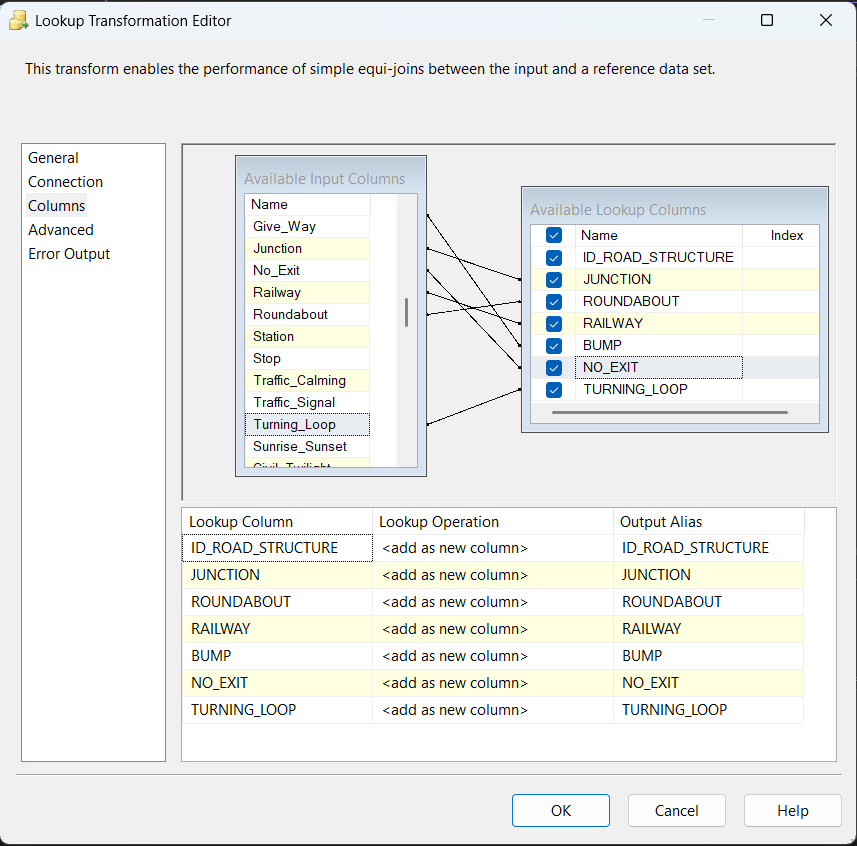 Lookup Transformation Editor
This transform enables the performance of simple equi-joins between the input and a reference data set.
General
Connection
Columns
Advanced
Error Output
Available Input Columns
Name
Give_Way
Junction
No_Exit
Railway
Roundabout
Station
Stop
Traffic_Calming
Traffic_Signal
Turning_Loop
Sunrise_Sunset
Civil_Twilight
Available Lookup Columns
Name Index
ID_ROAD_STRUCTURE
JUNCTION
ROUNDABOUT
RAILWAY
BUMP
NO_EXIT
TURNING_LOOP
Lookup Column Lookup Operation Output Alias
ID_ROAD_STRUCTURE <add as new column> ID_ROAD_STRUCTURE
JUNCTION <add as new column> JUNCTION
ROUNDABOUT <add as new column> ROUNDABOUT
RAILWAY <add as new column> RAILWAY
BUMP <add as new column> BUMP
NO_EXIT <add as new column> NO_EXIT
TURNING_LOOP <add as new column> TURNING_LOOP
OK Cancel Help